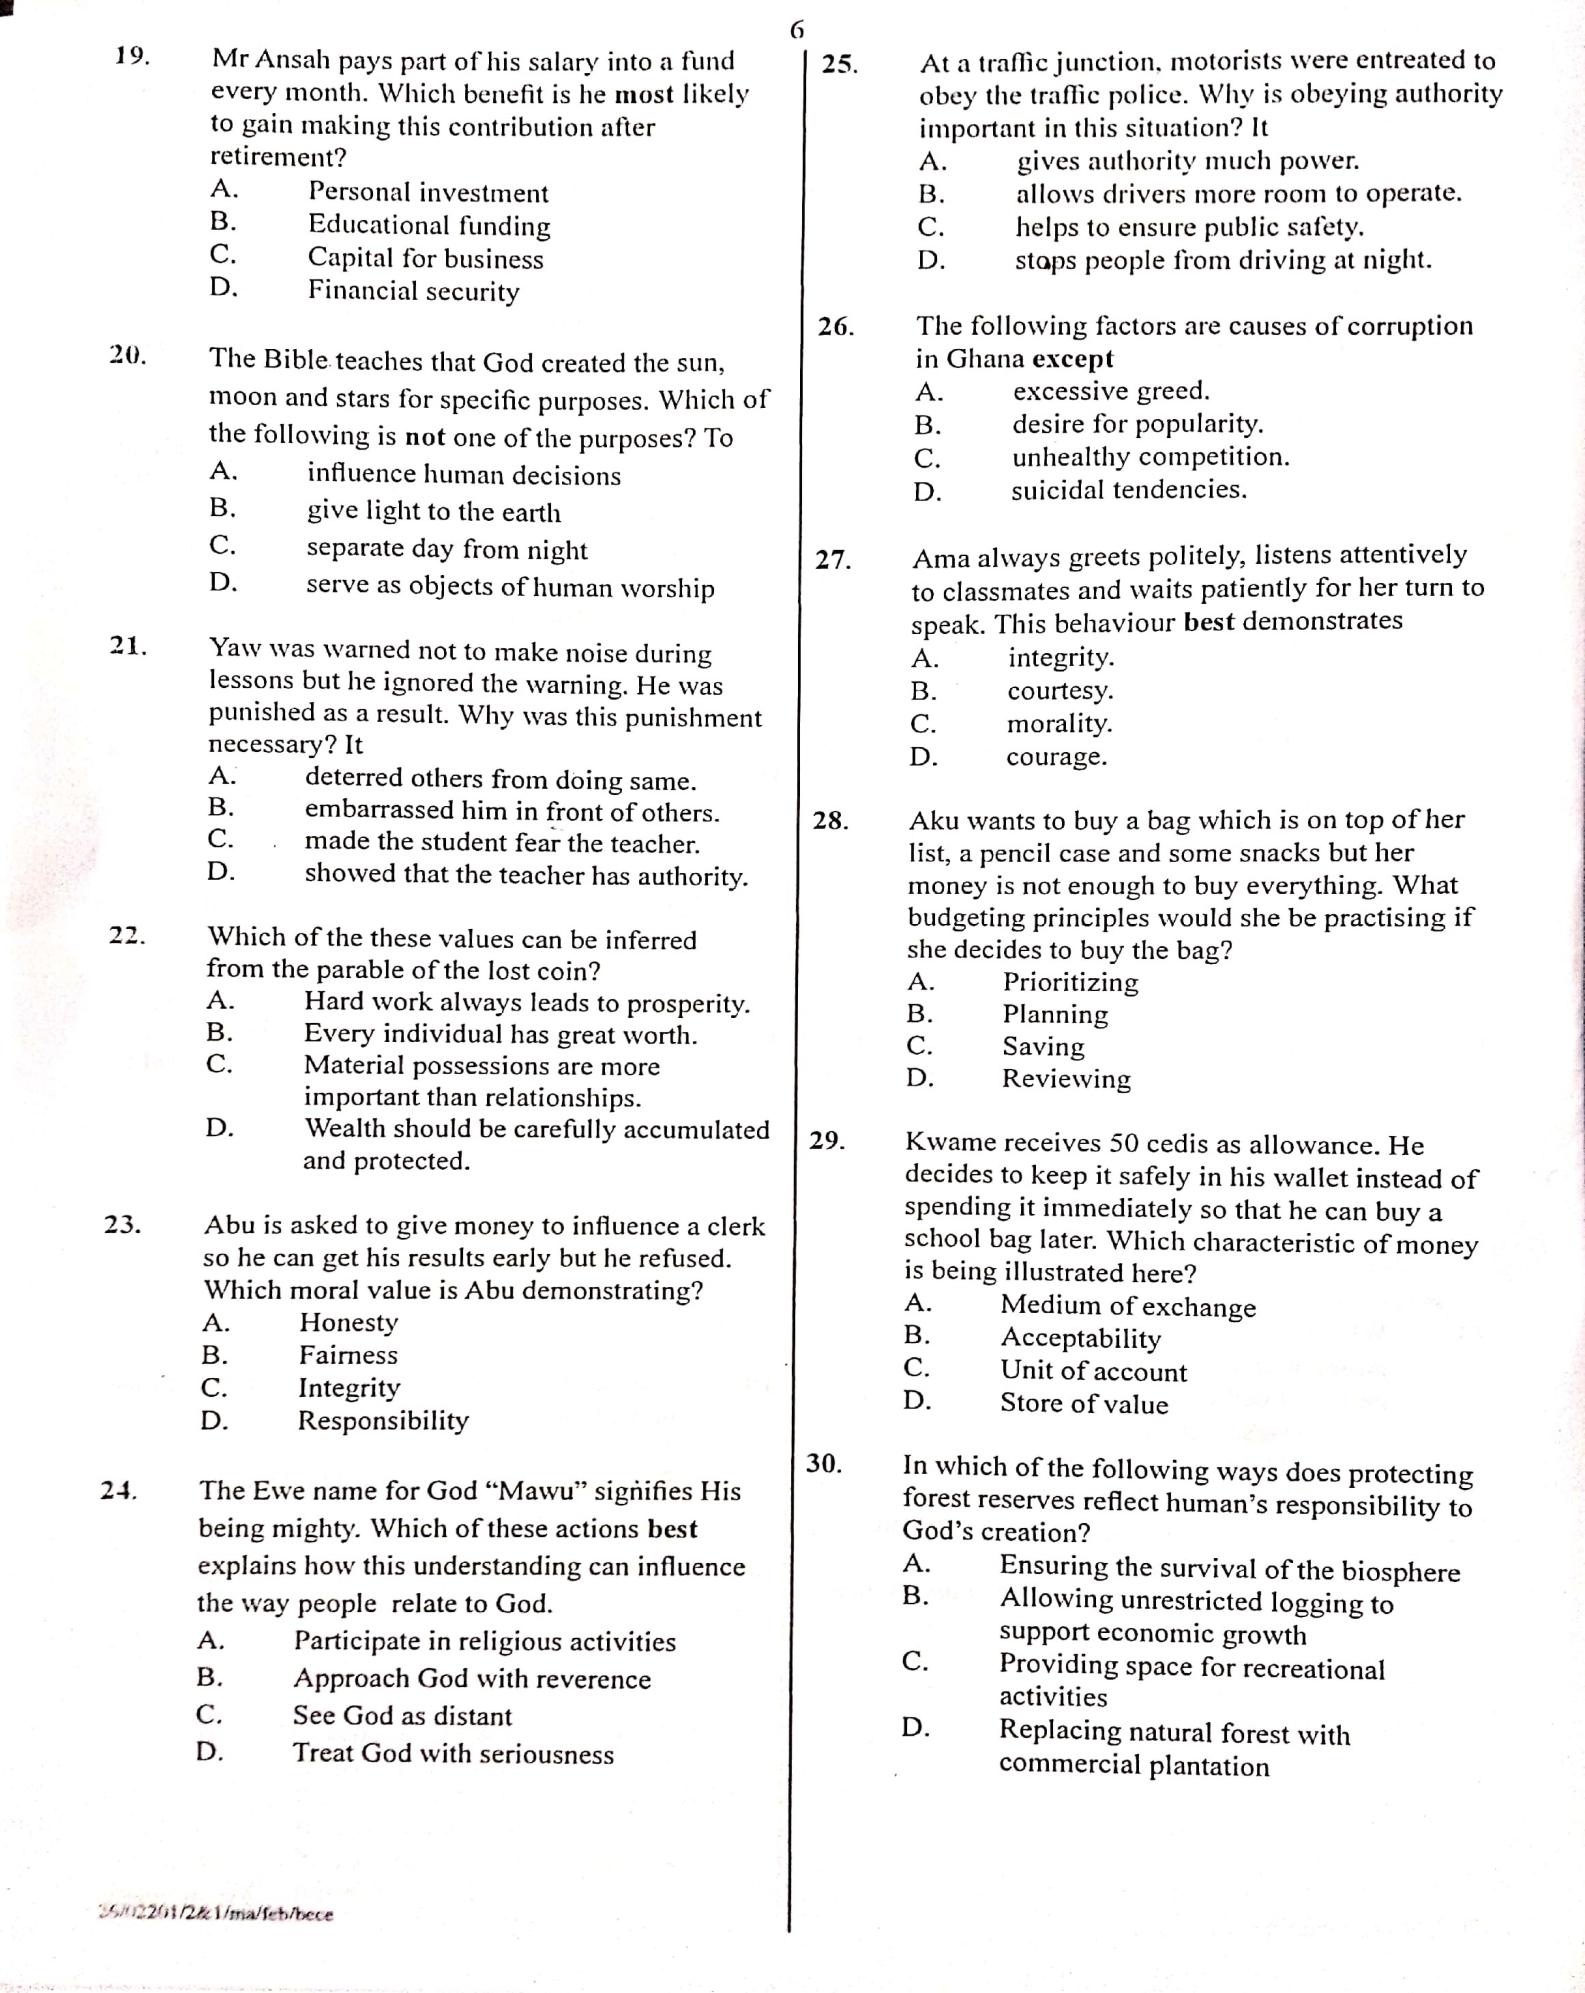 6
19. Mr Ansah pays part of his salary into a fund
every month. Which benefit is he most likely
to gain making this contribution after
retirement?
A. Personal investment
B. Educational funding
C. Capital for business
D. Financial security
20. The Bible teaches that God created the sun,
moon and stars for specific purposes. Which of
the following is not one of the purposes? To
A. influence human decisions
B. give light to the earth
C. separate day from night
D. serve as objects of human worship
21. Yaw was warned not to make noise during
lessons but he ignored the warning. He was
punished as a result. Why was this punishment
necessary? It
A. deterred others from doing same.
B. embarrassed him in front of others.
C. made the student fear the teacher.
D. showed that the teacher has authority.
22. Which of the these values can be inferred
from the parable of the lost coin?
A. Hard work always leads to prosperity.
B. Every individual has great worth.
C. Material possessions are more
important than relationships.
D. Wealth should be carefully accumulated
and protected.
23. Abu is asked to give money to influence a clerk
so he can get his results early but he refused.
Which moral value is Abu demonstrating?
A. Honesty
B. Fairness
C. Integrity
D. Responsibility
24. The Ewe name for God “Mawu” signifies His
being mighty. Which of these actions best
explains how this understanding can influence
the way people relate to God.
A. Participate in religious activities
B. Approach God with reverence
C. See God as distant
D. Treat God with seriousness
25. At a traffic junction, motorists were entreated to
obey the traffic police. Why is obeying authority
important in this situation? It
A. gives authority much power.
B. allows drivers more room to operate.
C. helps to ensure public safety.
D. stops people from driving at night.
26. The following factors are causes of corruption
in Ghana except
A. excessive greed.
B. desire for popularity.
C. unhealthy competition.
D. suicidal tendencies.
27. Ama always greets politely, listens attentively
to classmates and waits patiently for her turn to
speak. This behaviour best demonstrates
A. integrity.
B. courtesy.
C. morality.
D. courage.
28. Aku wants to buy a bag which is on top of her
list, a pencil case and some snacks but her
money is not enough to buy everything. What
budgeting principles would she be practising if
she decides to buy the bag?
A. Prioritizing
B. Planning
C. Saving
D. Reviewing
29. Kwame receives 50 cedis as allowance. He
decides to keep it safely in his wallet instead of
spending it immediately so that he can buy a
school bag later. Which characteristic of money
is being illustrated here?
A. Medium of exchange
B. Acceptability
C. Unit of account
D. Store of value
30. In which of the following ways does protecting
forest reserves reflect human’s responsibility to
God’s creation?
A. Ensuring the survival of the biosphere
B. Allowing unrestricted logging to
support economic growth
C. Providing space for recreational
activities
D. Replacing natural forest with
commercial plantation